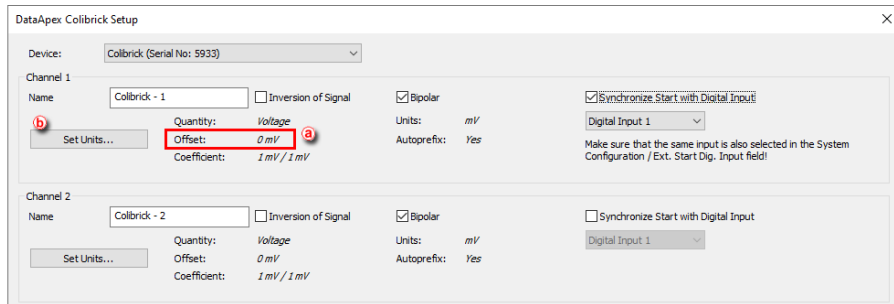 DataApex Colibrick Setup
Device: Colibrick (Serial No: 5933)
Channel 1
Name Colibrick - 1 Inversion of Signal Bipolar Synchronize Start with Digital Input
b Quantity: Voltage Units: mV Digital Input 1
Set Units... Offset: 0 mV a Autoprefix: Yes
Make sure that the same input is also selected in the System
Coefficient: 1 mV / 1 mV Configuration / Ext. Start Dig. Input field!
Channel 2
Name Colibrick - 2 Inversion of Signal Bipolar Synchronize Start with Digital Input
Quantity: Voltage Units: mV Digital Input 1
Set Units... Offset: 0 mV Autoprefix: Yes
Coefficient: 1 mV / 1 mV